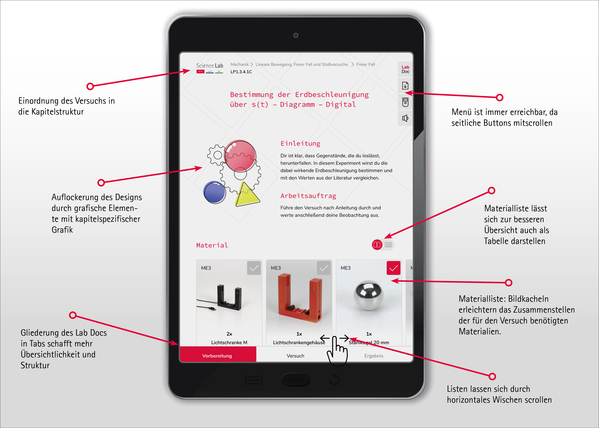 Science Lab
Mechanik > Lineare Bewegung, Freier Fall und Stoßversuche > Freier Fall
LP1.3.4.1C
Lab
Doc
Bestimmung der Erdbeschleunigung
über s(t) – Diagramm – Digital
Einordnung des Versuchs in
die Kapitelstruktur
Menü ist immer erreichbar, da
seitliche Buttons mitscrollen
Einleitung
Dir ist klar, dass Gegenstände, die du loslässt,
herunterfallen. In diesem Experiment wirst du die
dabei wirkende Erdbeschleunigung bestimmen und
mit den Werten aus der Literatur vergleichen.
Arbeitsauftrag
Führe den Versuch nach Anleitung durch und
werte anschließend deine Beobachtung aus.
Auflockerung des Designs
durch grafische Elemen-
te mit kapitelspezifischer
Grafik
Materialliste lässt
sich zur besseren
Übersicht auch als
Tabelle darstellen
Material
ME3
ME3
ME3
M
2x
Lichtschranke M
1x
Lichtschrankengehäuse
1x
Stahlkugel 20 mm
Materialliste: Bildkacheln
erleichtern das Zusammenstellen
der für den Versuch benötigten
Materialien.
Gliederung des Lab Docs
in Tabs schafft mehr
Übersichtlichkeit und
Struktur
Vorbereitung
Versuch
Ergebnis
Listen lassen sich durch
horizontales Wischen scrollen